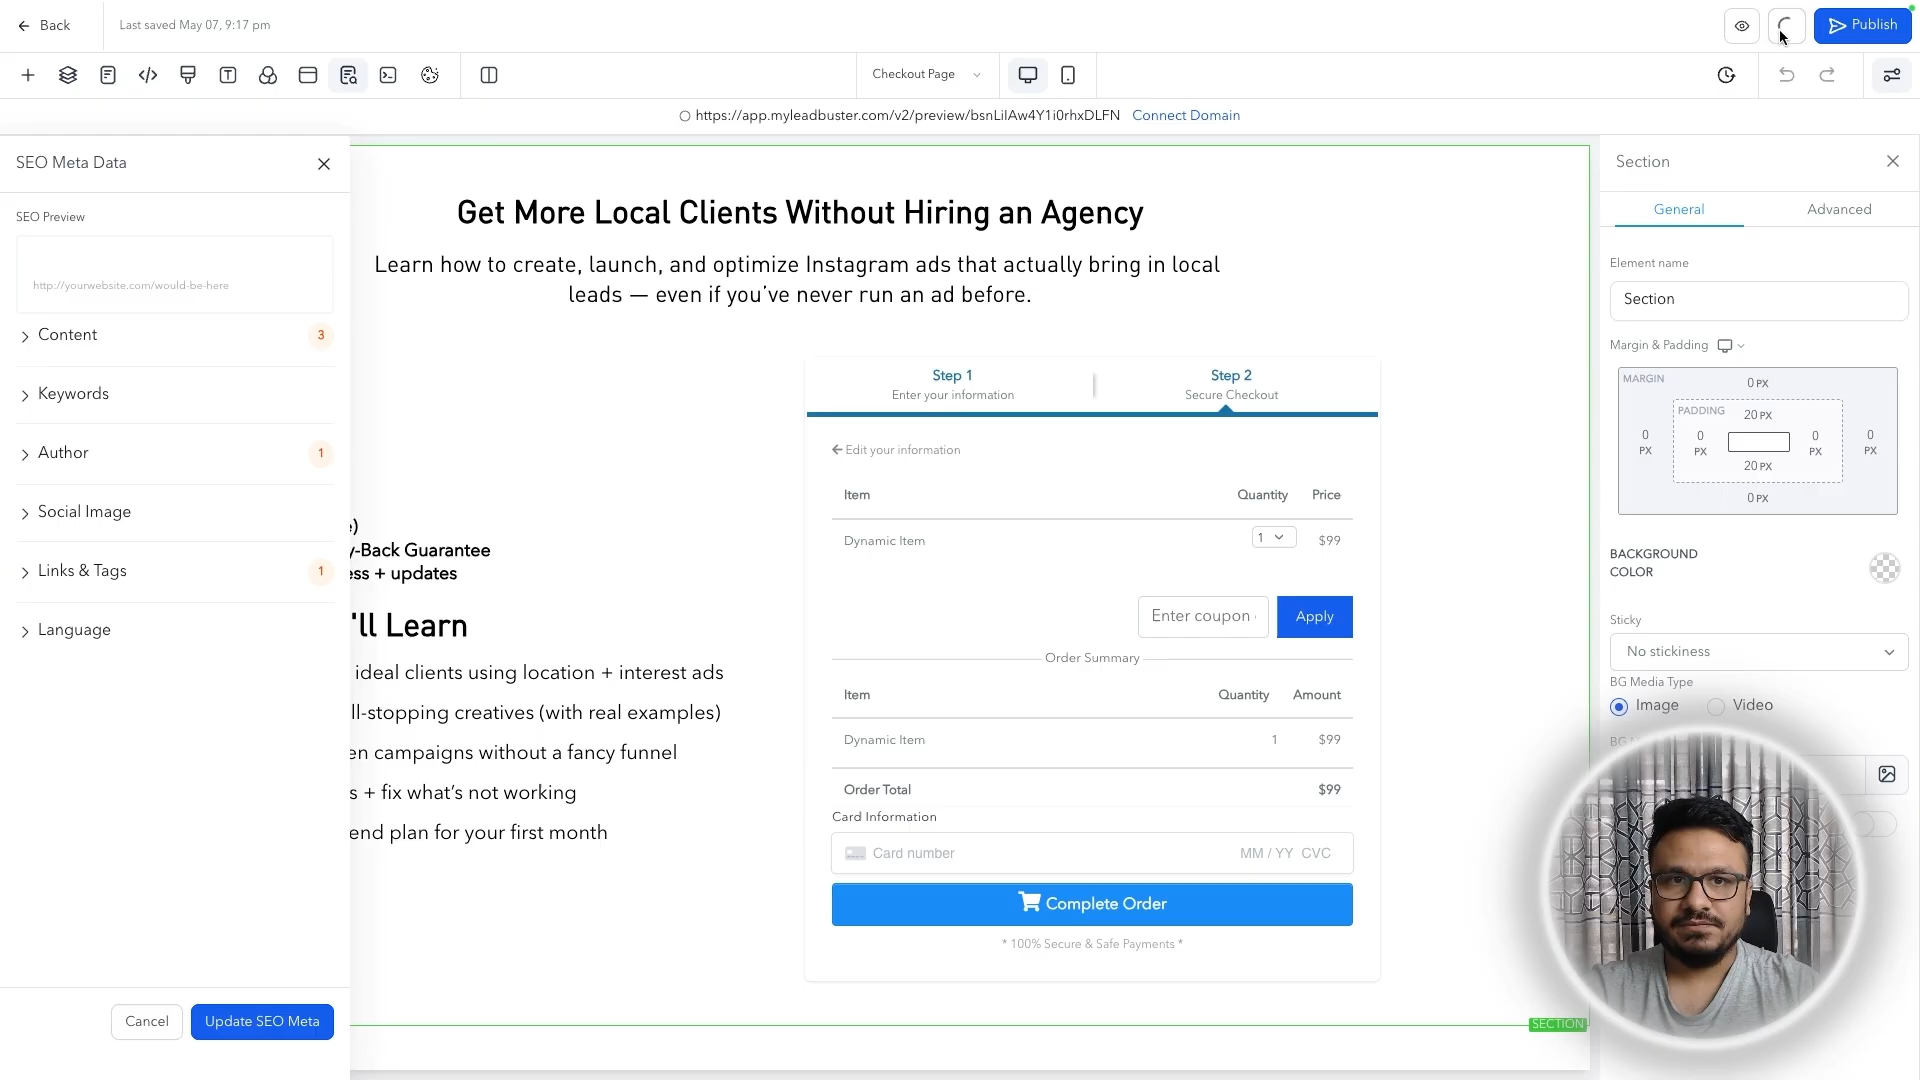 Back
Last saved May 07, 9:17 pm
Publish
Checkout Page
https://app.myleadbuster.com/v2/preview/bsnLiIAw4Y1i0rhxDLFN Connect Domain
SEO Meta Data
SEO Preview
http://yourwebsite.com/would-be-here
Content 3
Keywords
Author 1
Social Image
Links & Tags 1
Language
Cancel
Update SEO Meta
Get More Local Clients Without Hiring an Agency
Learn how to create, launch, and optimize Instagram ads that actually bring in local
leads — even if you’ve never run an ad before.
e)
y-Back Guarantee
ess + updates
'll Learn
ideal clients using location + interest ads
ll-stopping creatives (with real examples)
en campaigns without a fancy funnel
s + fix what’s not working
end plan for your first month
Step 1
Enter your information
Step 2
Secure Checkout
Edit your information
Item Quantity Price
Dynamic Item 1 $99
Enter coupon
Apply
Order Summary
Item Quantity Amount
Dynamic Item 1 $99
Order Total $99
Card Information
Card number MM / YY CVC
Complete Order
* 100% Secure & Safe Payments *
SECTION
Section
General Advanced
Element name
Section
Margin & Padding
MARGIN
0 PX
PADDING
20 PX
0 PX
0 PX
0 PX
0 PX
20 PX
0 PX
BACKGROUND
COLOR
Sticky
No stickiness
BG Media Type
Image Video